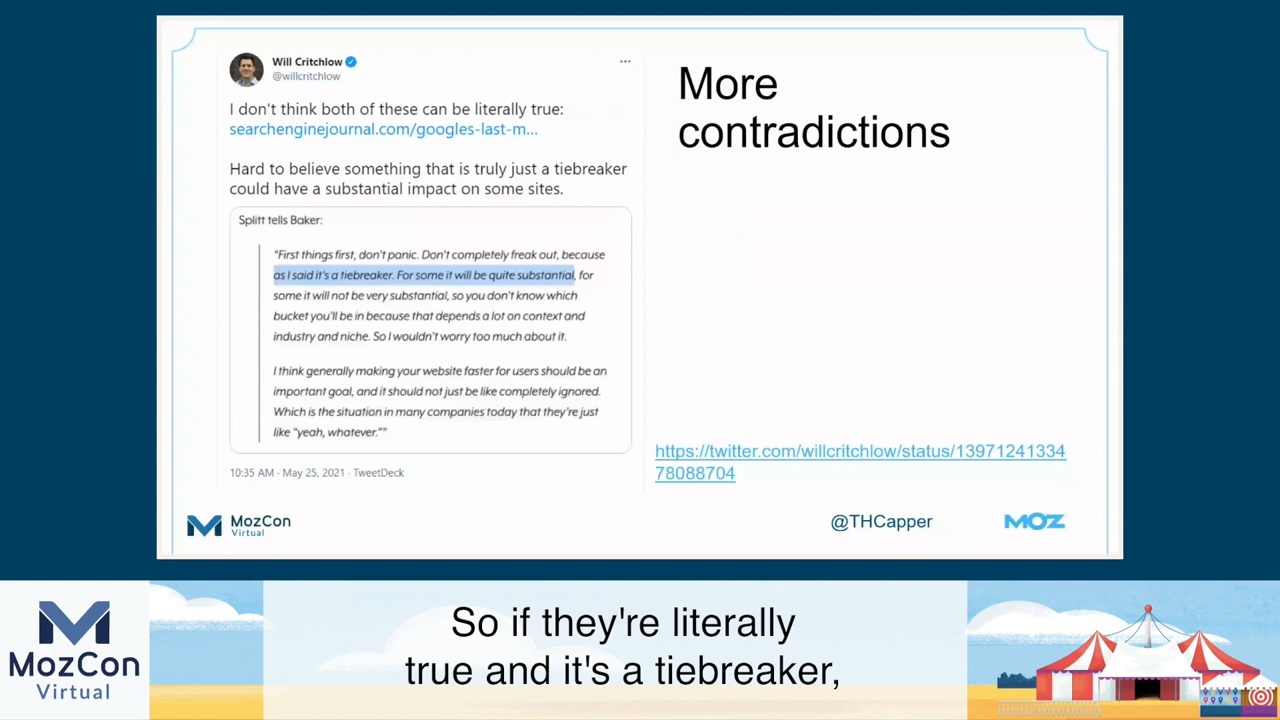 Will Critchlow
@willcritchlow
I don't think both of these can be literally true:
searchenginejournal.com/googles-last-m...
Hard to believe something that is truly just a tiebreaker
could have a substantial impact on some sites.
Splitt tells Baker:
"First things first, don't panic. Don't completely freak out, because
as I said it's a tiebreaker. For some it will be quite substantial, for
some it will not be very substantial, so you don't know which
bucket you'll be in because that depends a lot on context and
industry and niche. So I wouldn't worry too much about it.
I think generally making your website faster for users should be an
important goal, and it should not just be like completely ignored.
Which is the situation in many companies today that they're just
like "yeah, whatever.""
10:35 AM · May 25, 2021 · TweetDeck
More
contradictions
https://twitter.com/willcritchlow/status/13971241334
78088704
MozCon
Virtual
@THCapper
MOZ
MozCon
Virtual
So if they're literally
true and it's a tiebreaker,